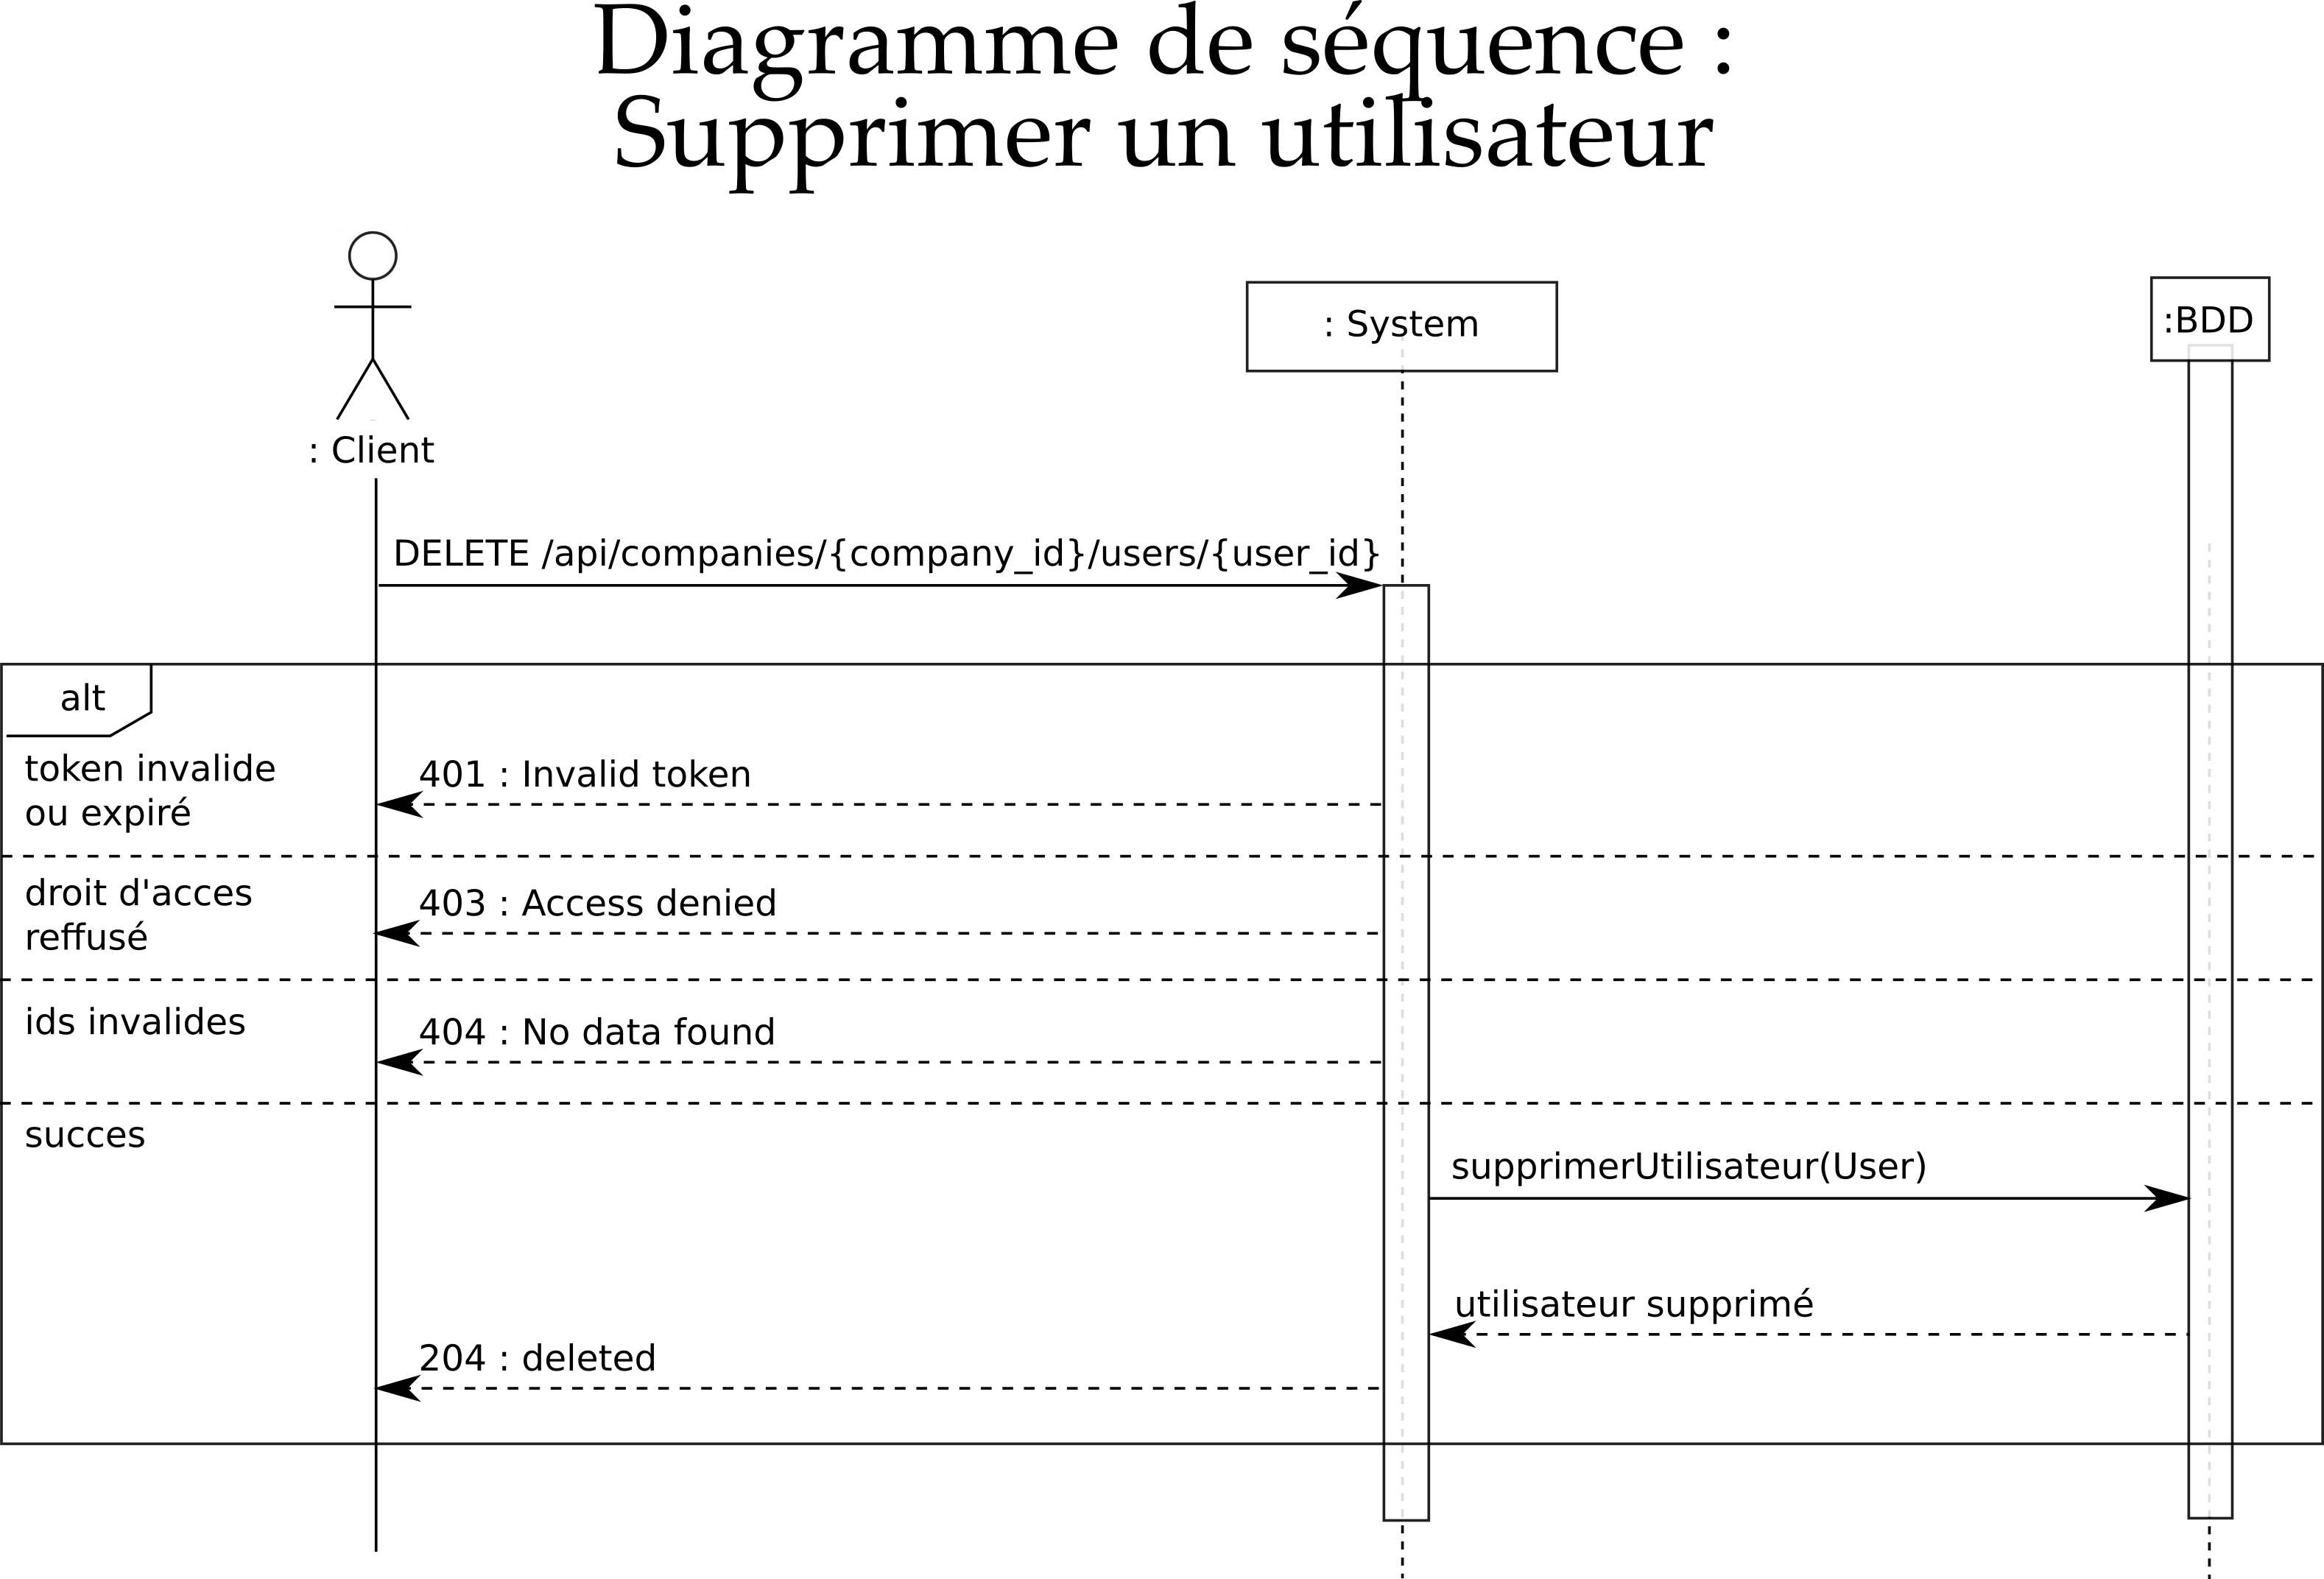 Diagramme de séquence :
Supprimer un utilisateur
: Client
: System
:BDD
DELETE /api/companies/{company_id}/users/{user_id}
alt
token invalide
ou expiré
401 : Invalid token
droit d'acces
reffusé
403 : Access denied
ids invalides
404 : No data found
succes
supprimerUtilisateur(User)
utilisateur supprimé
204 : deleted